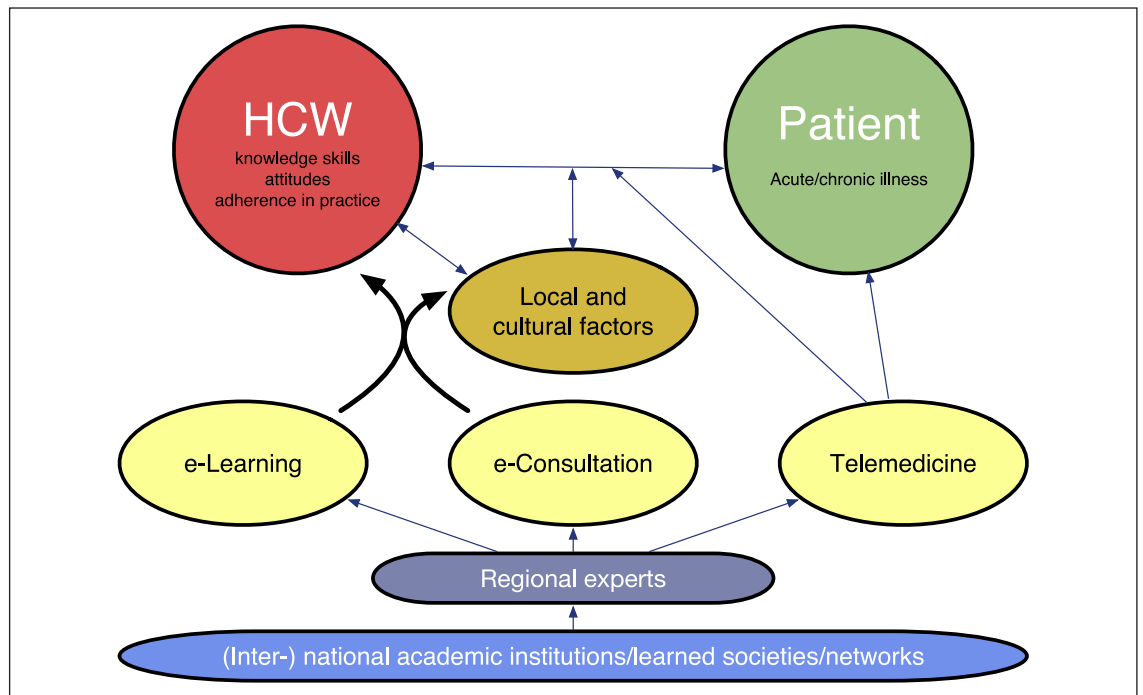 HCW
knowledge skills
attitudes
adherence in practice
Patient
Acute/chronic illness
Local and
cultural factors
e-Learning
e-Consultation
Telemedicine
Regional experts
(Inter-) national academic institutions/learned societies/networks